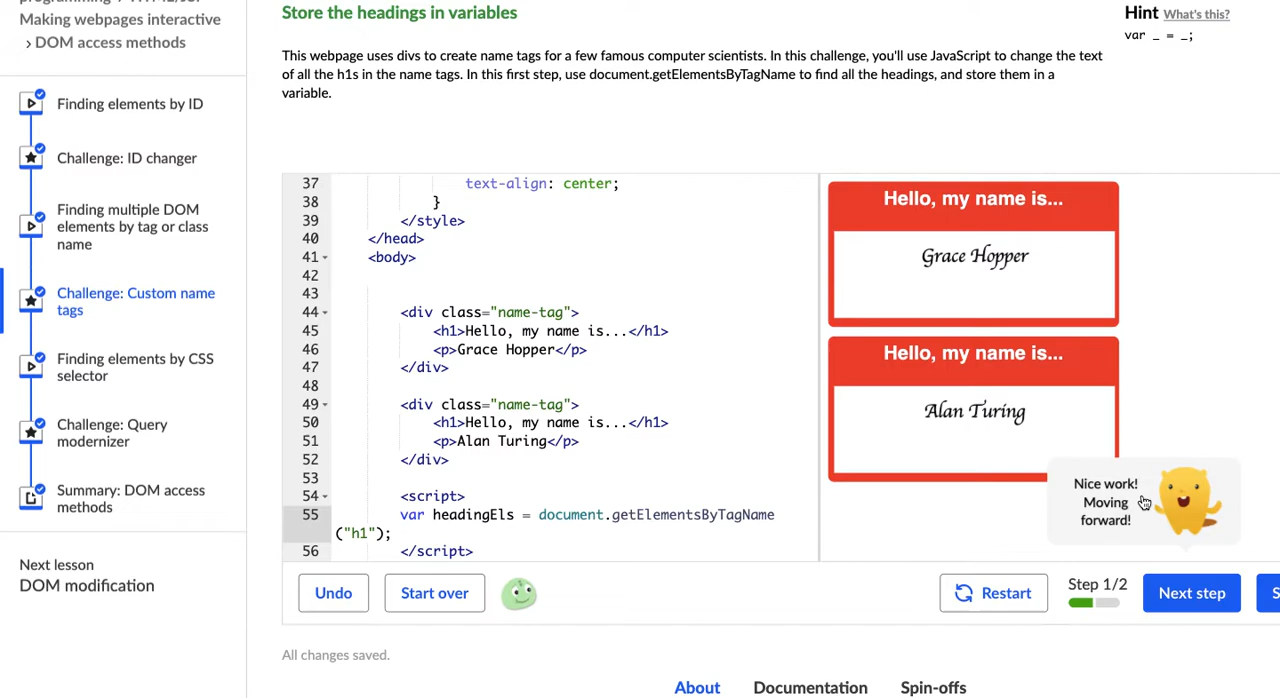 Making webpages interactive
› DOM access methods
Finding elements by ID
Challenge: ID changer
Finding multiple DOM
elements by tag or class
name
Challenge: Custom name
tags
Finding elements by CSS
selector
Challenge: Query
modernizer
Summary: DOM access
methods
Next lesson
DOM modification
Store the headings in variables
This webpage uses divs to create name tags for a few famous computer scientists. In this challenge, you'll use JavaScript to change the text
of all the h1s in the name tags. In this first step, use document.getElementsByTagName to find all the headings, and store them in a
variable.
Hint What's this?
var _ = _;
37 text-align: center;
38 }
39 </style>
40 </head>
41 <body>
42
43
44 <div class="name-tag">
45 <h1>Hello, my name is...</h1>
46 <p>Grace Hopper</p>
47 </div>
48
49 <div class="name-tag">
50 <h1>Hello, my name is...</h1>
51 <p>Alan Turing</p>
52 </div>
53
54 <script>
55 var headingEls = document.getElementsByTagName
("h1");
56 </script>
Hello, my name is...
Grace Hopper
Hello, my name is...
Alan Turing
Nice work!
Moving
forward!
Undo
Start over
Restart
Step 1/2
Next step
All changes saved.
About
Documentation
Spin-offs